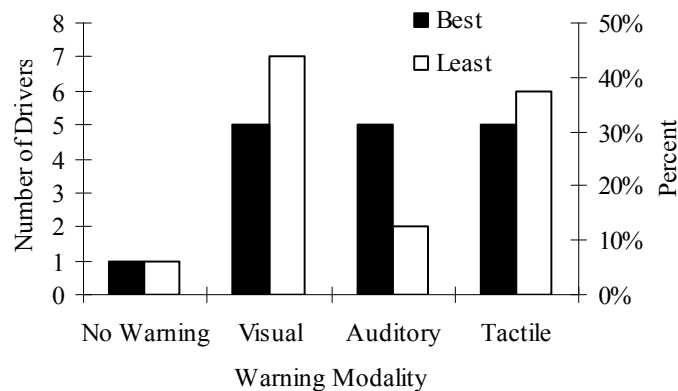 8
7
6
5
4
3
2
1
0
Number of Drivers
Best
Least
50%
40%
30%
20%
10%
0%
Percent
No Warning Visual Auditory Tactile
Warning Modality